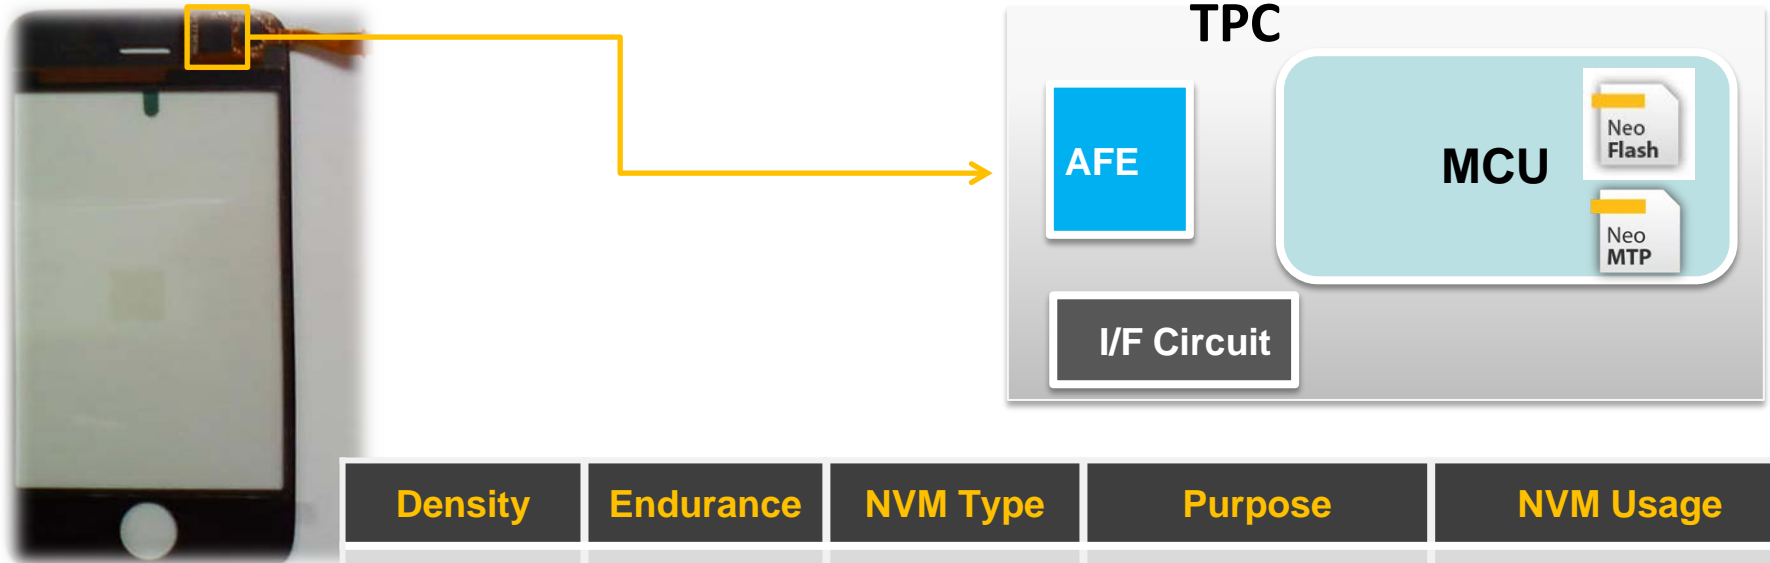 TPC
AFE
MCU
Neo
Flash
Neo
MTP
I/F Circuit
Density Endurance NVM Type Purpose NVM Usage